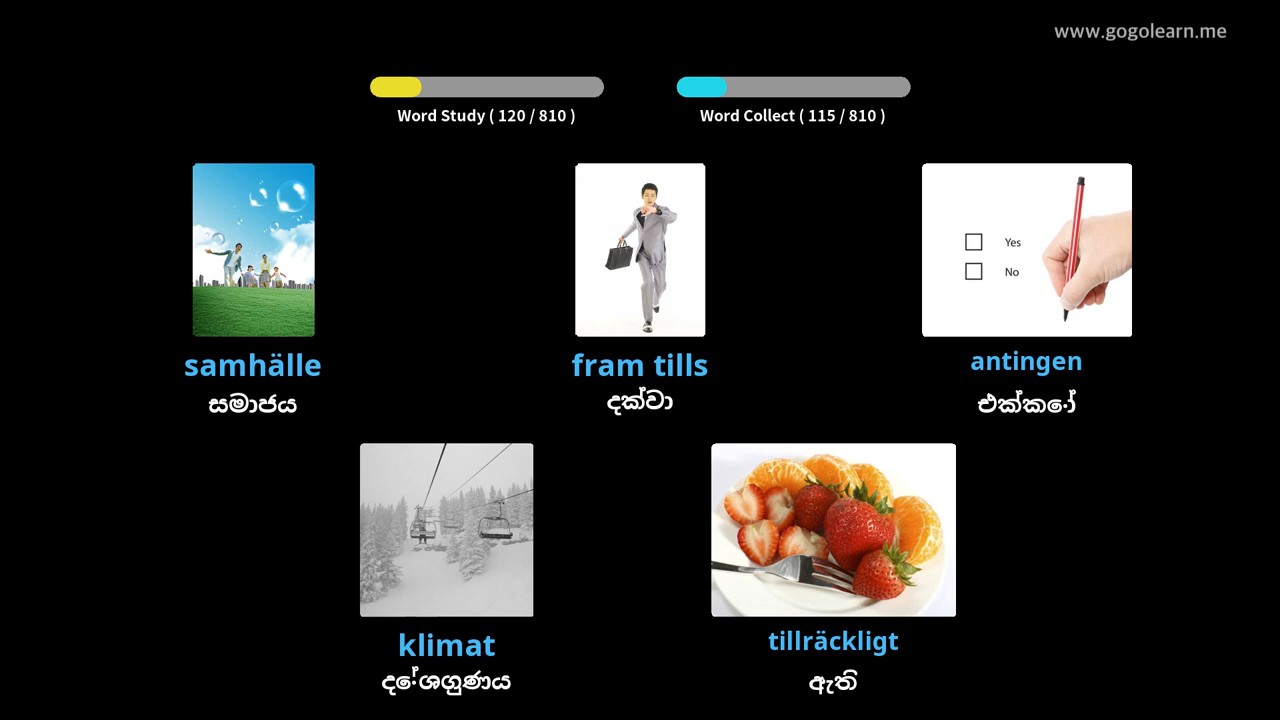 www.gogolearn.me
Word Study ( 120 / 810 )
Word Collect ( 115 / 810 )
Yes
No
samhälle
fram tills
antingen
සමාජය
දක්වා
එක්කෝ
klimat
tillräckligt
දේශගුණය
ඇති